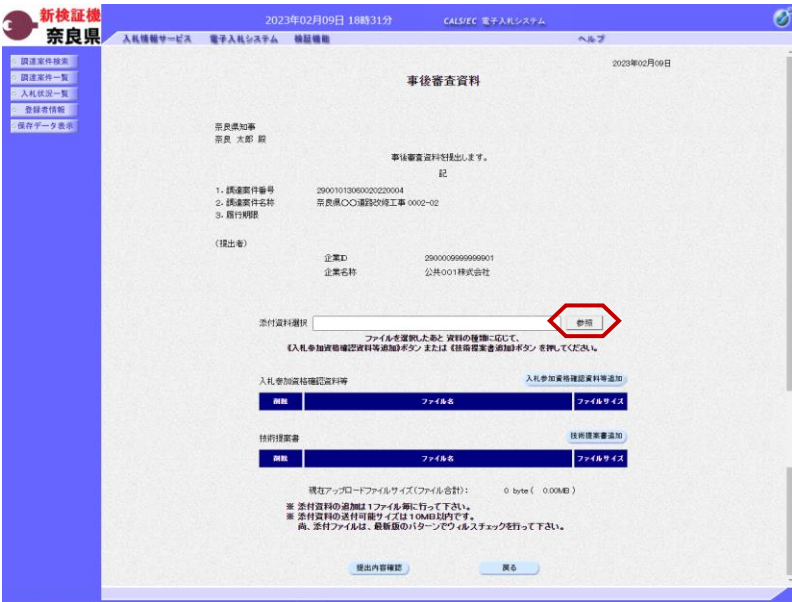 新検証機
奈良県
2023年02月09日 18時31分
CALS/EC 電子入札システム
入札情報サービス 電子入札システム 検証機能 ヘルプ
調達案件検索
調達案件一覧
入札状況一覧
登録者情報
保存データ表示
2023年02月09日
事後審査資料
奈良県知事
奈良 太郎 殿
事後審査資料を提出します。
記
1. 調達案件番号 29001013060020220004
2. 調達案件名称 奈良県〇〇道路改修工事 0002-02
3. 履行期限
(提出者)
企業ID 2900009999999901
企業名称 公共001株式会社
添付資料選択 参照
ファイルを選択したあと 資料の種類に応じて、
《入札参加資格確認資料等追加》ボタン または 《技術提案書追加》ボタン を押してください。
入札参加資格確認資料等 入札参加資格確認資料等追加
削除 ファイル名 ファイルサイズ
技術提案書 技術提案書追加
削除 ファイル名 ファイルサイズ
現在アップロードファイルサイズ(ファイル合計): 0 byte ( 0.00MB )
※ 添付資料の追加は1ファイル毎に行って下さい。
※ 添付資料の送付可能サイズは10MB以内です。
尚、添付ファイルは、最新版のパターンでウィルスチェックを行って下さい。
提出内容確認 戻る